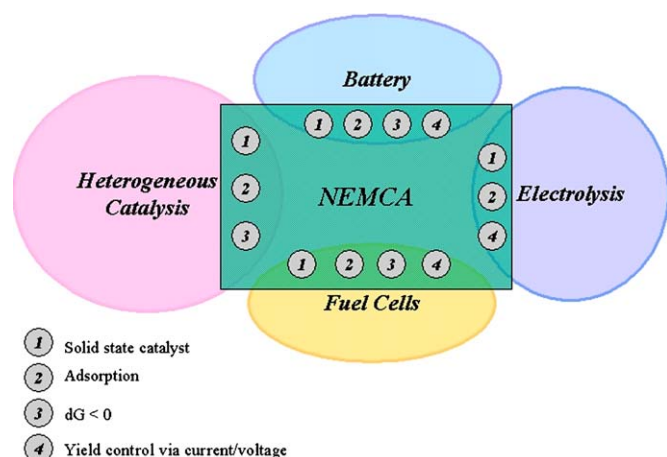 Battery
1 2 3 4
Heterogeneous
Catalysis
1
2
3
NEMCA
1
2
4
Electrolysis
1 2 3 4
Fuel Cells
1 Solid state catalyst
2 Adsorption
3 dG < 0
4 Yield control via current/voltage